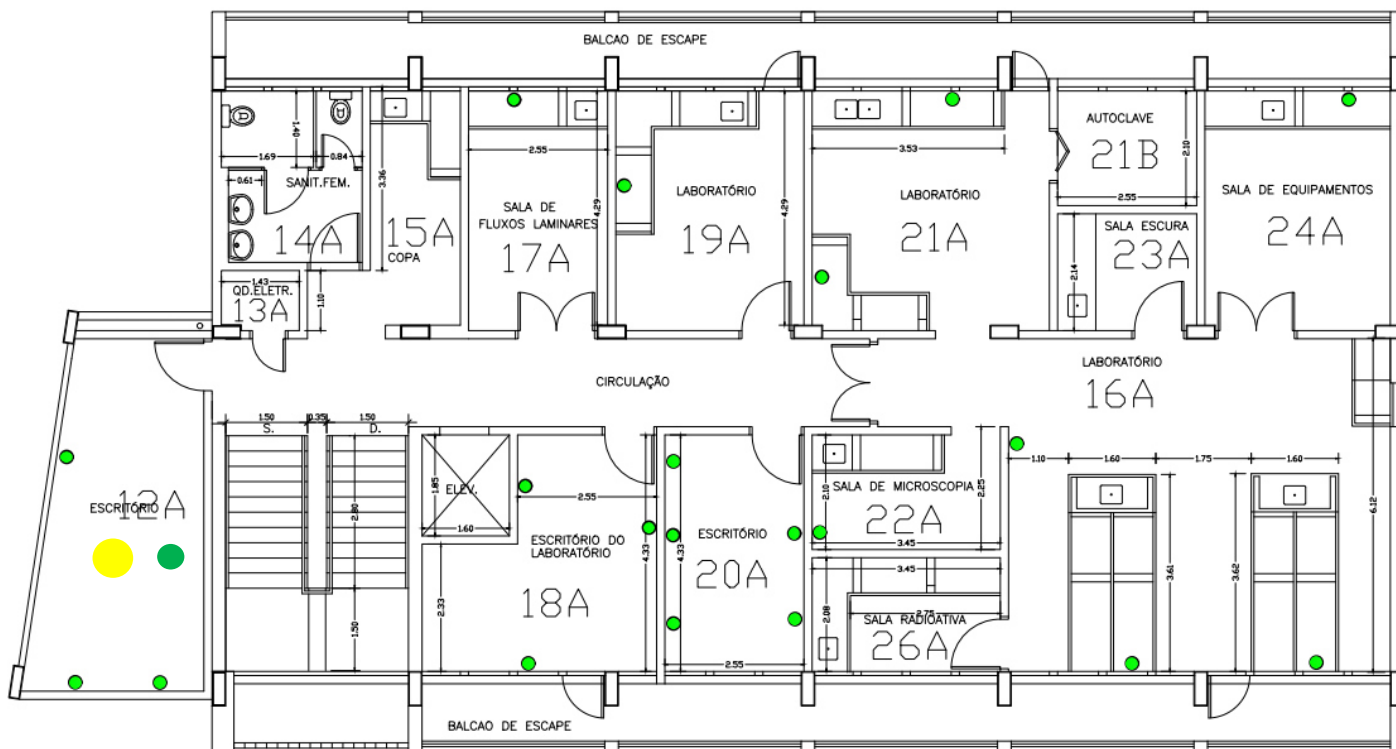 BALCAO DE ESCAPE
1.40
1.69
0.84
0.61
SANIT.FEM.
14A
3.36
15A
COPA
2.55
SALA DE
FLUXOS LAMINARES
17A
4.29
LABORATÓRIO
19A
4.29
3.53
LABORATÓRIO
21A
AUTOCLAVE
21B
2.10
2.55
SALA ESCURA
23A
2.14
SALA DE EQUIPAMENTOS
24A
1.43
QD.ELETR.
13A
1.10
CIRCULAÇÃO
LABORATÓRIO
16A
12A
ESCRITÓRIO
1.50
0.35
1.50
S.
D.
2.80
1.50
1.85
ELEV.
1.60
2.55
ESCRITÓRIO DO
LABORATÓRIO
18A
2.33
4.33
4.33
ESCRITÓRIO
20A
2.55
2.10
SALA DE MICROSCOPIA
22A
2.25
3.45
3.45
2.75
2.08
SALA RADIOATIVA
26A
1.10
1.60
1.75
1.60
3.61
3.62
6.12
BALCAO DE ESCAPE